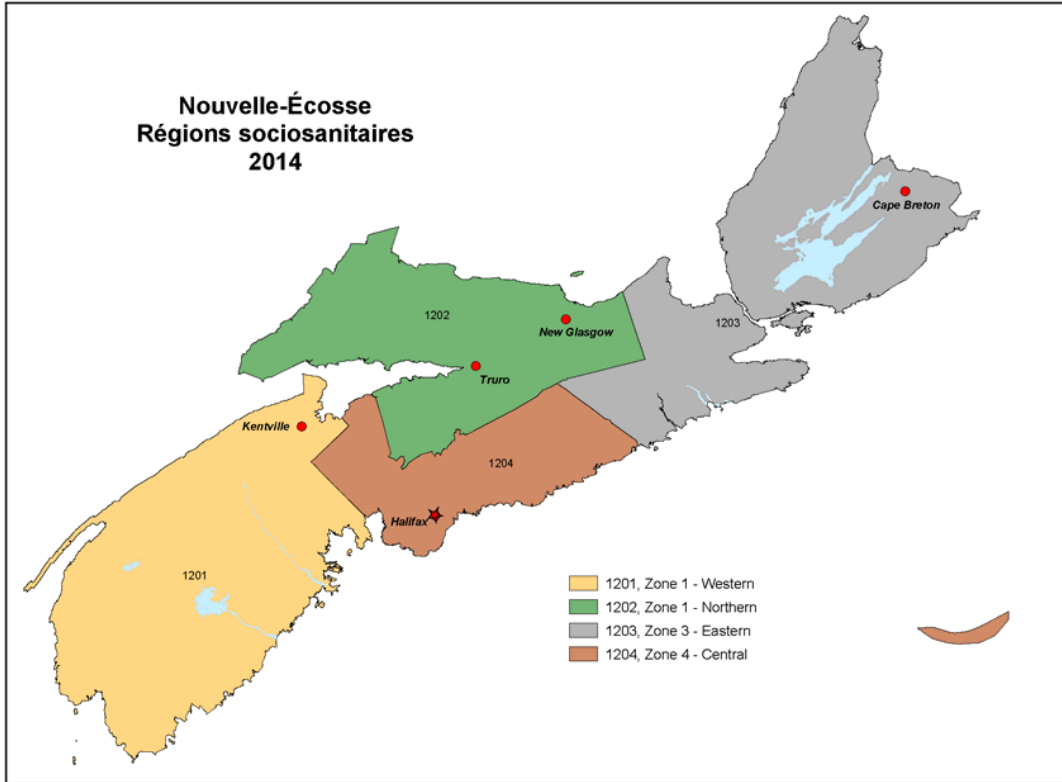 Nouvelle-Écosse
Régions sociosanitaires
2014
Cape Breton
1202
New Glasgow
1203
Truro
Kentville
1204
Halifax
1201
1201, Zone 1 - Western
1202, Zone 1 - Northern
1203, Zone 3 - Eastern
1204, Zone 4 - Central